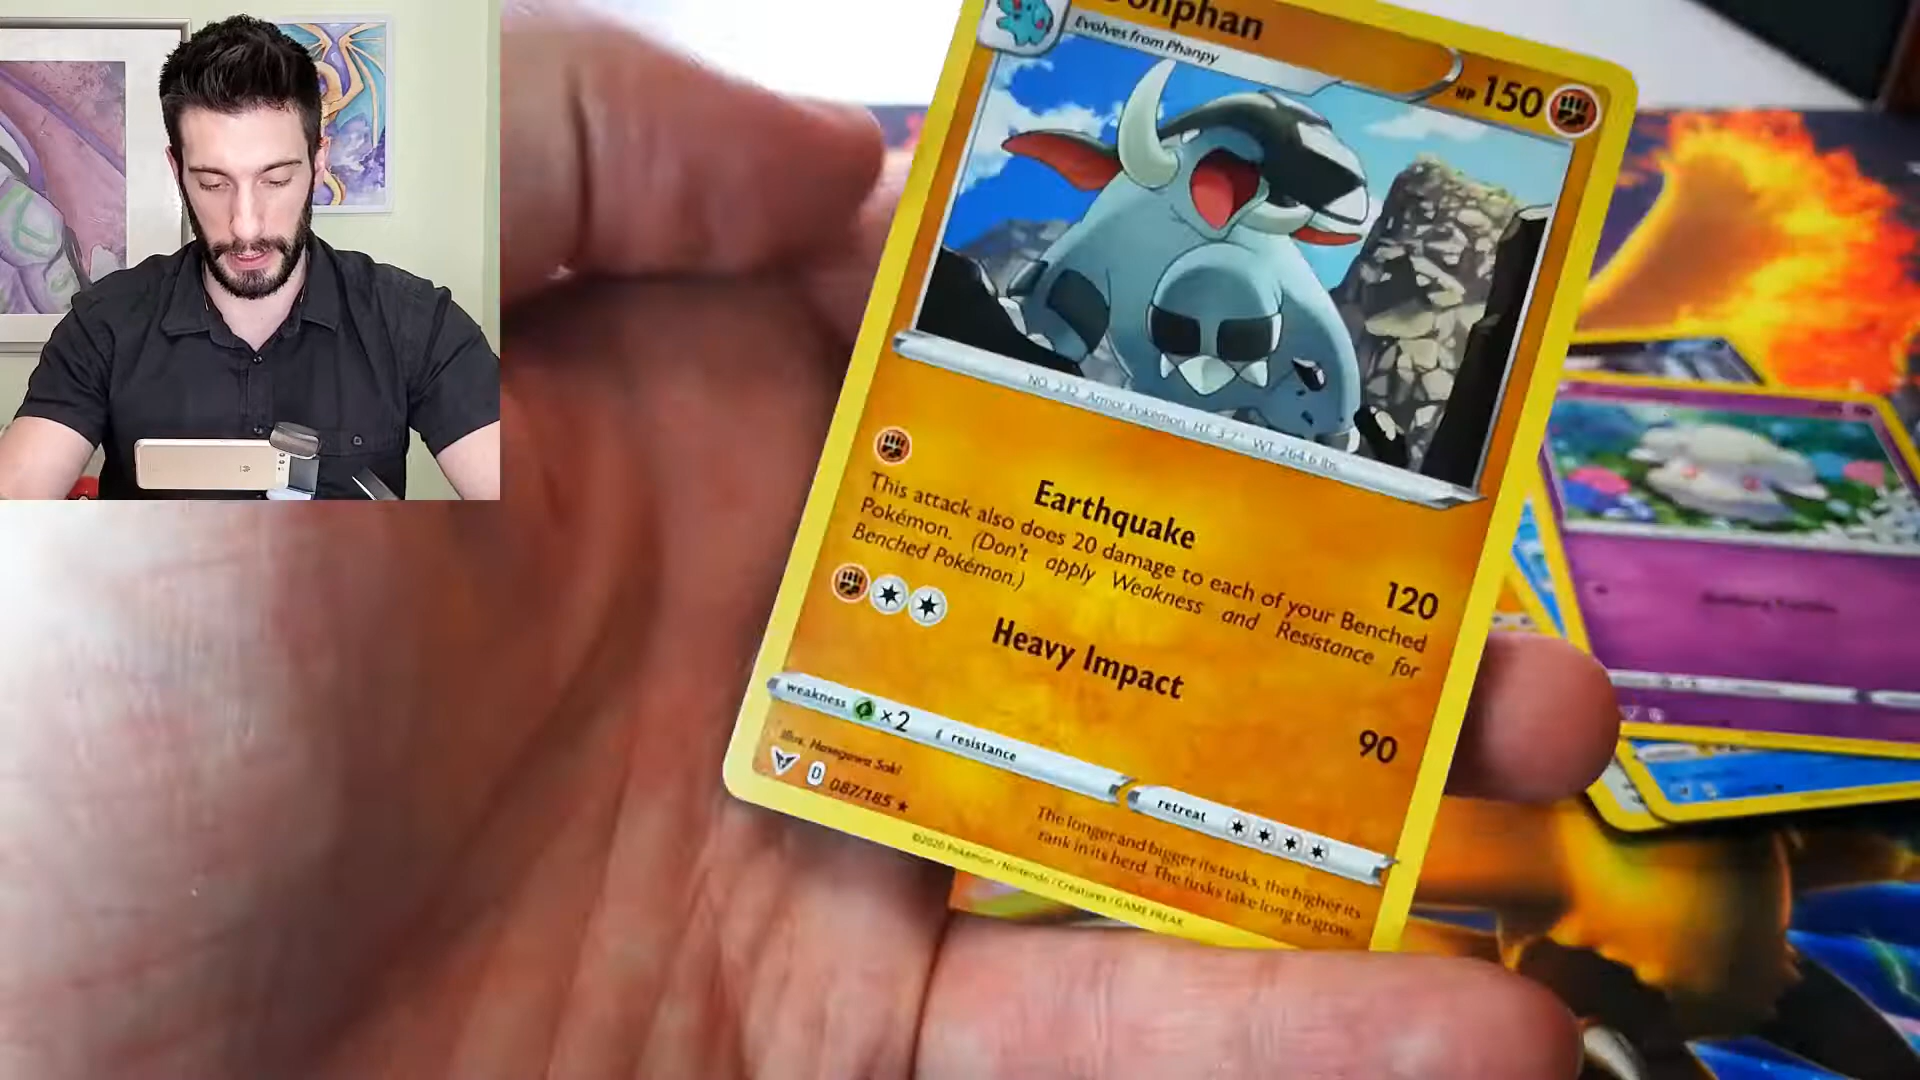 onphan
Evolves from Phanpy
HP 150
NO. 232 Armor Pokémon HT 3'7" WT 264.6 lbs.
Earthquake
120
This attack also does 20 damage to each of your Benched
Pokémon. (Don't apply Weakness and Resistance for
Benched Pokémon.)
Heavy Impact
90
weakness ×2 resistance
retreat
Illus. Hasegawa Saki
D 087/185
The longer and bigger its tusks, the higher its
rank in its herd. The tusks take long to grow.
©2020 Pokémon / Nintendo / Creatures / GAME FREAK